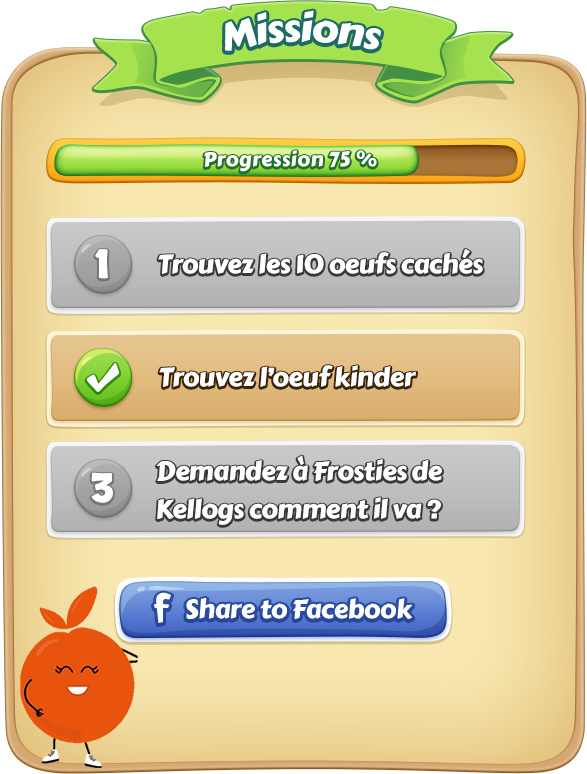 Missions
Progression 75 %
1
Trouvez les 10 oeufs cachés
Trouvez l'oeuf kinder
3
Demandez à Frosties de
Kellogs comment il va ?
f Share to Facebook